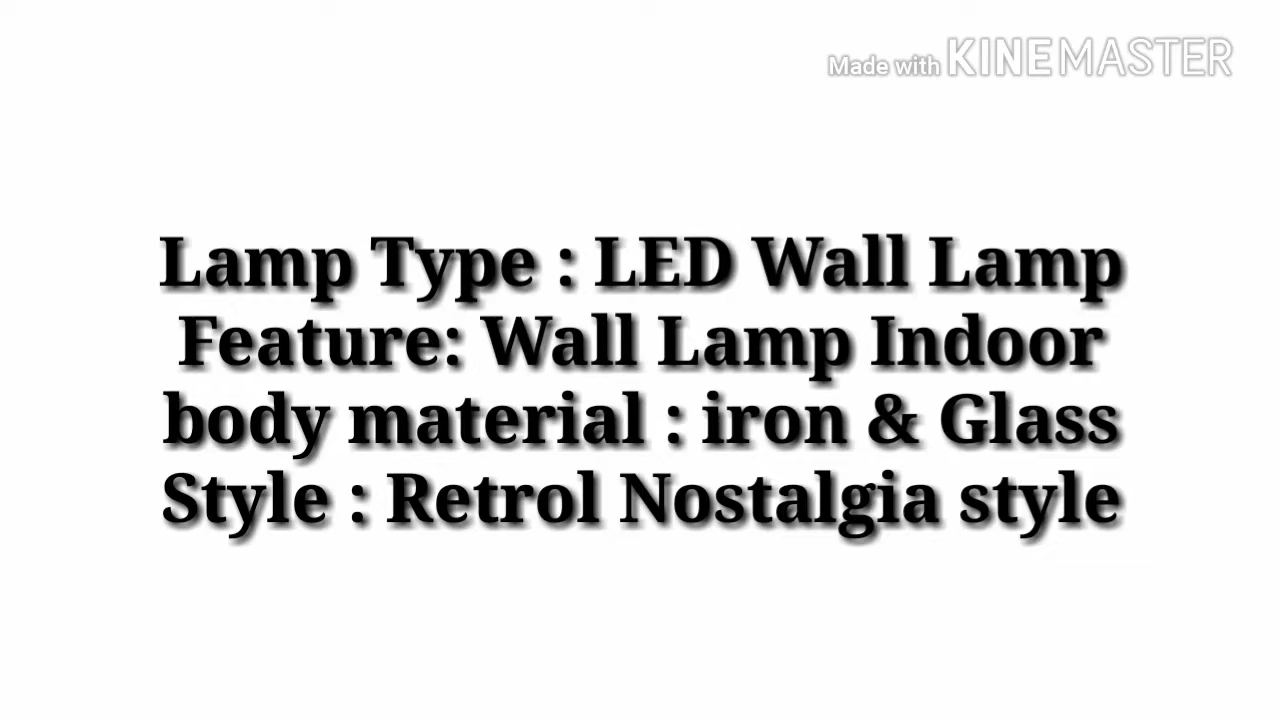 Made with KINEMASTER
Lamp Type : LED Wall Lamp
Feature: Wall Lamp Indoor
body material : iron & Glass
Style : Retrol Nostalgia style